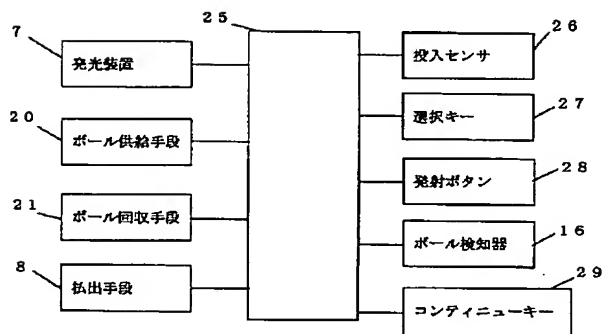 7
発光装置
20
ボール供給手段
21
ボール回収手段
8
払出手段
25
投入センサ
26
選択キー
27
発射ボタン
28
ボール検知器
16
コンティニューキー
29